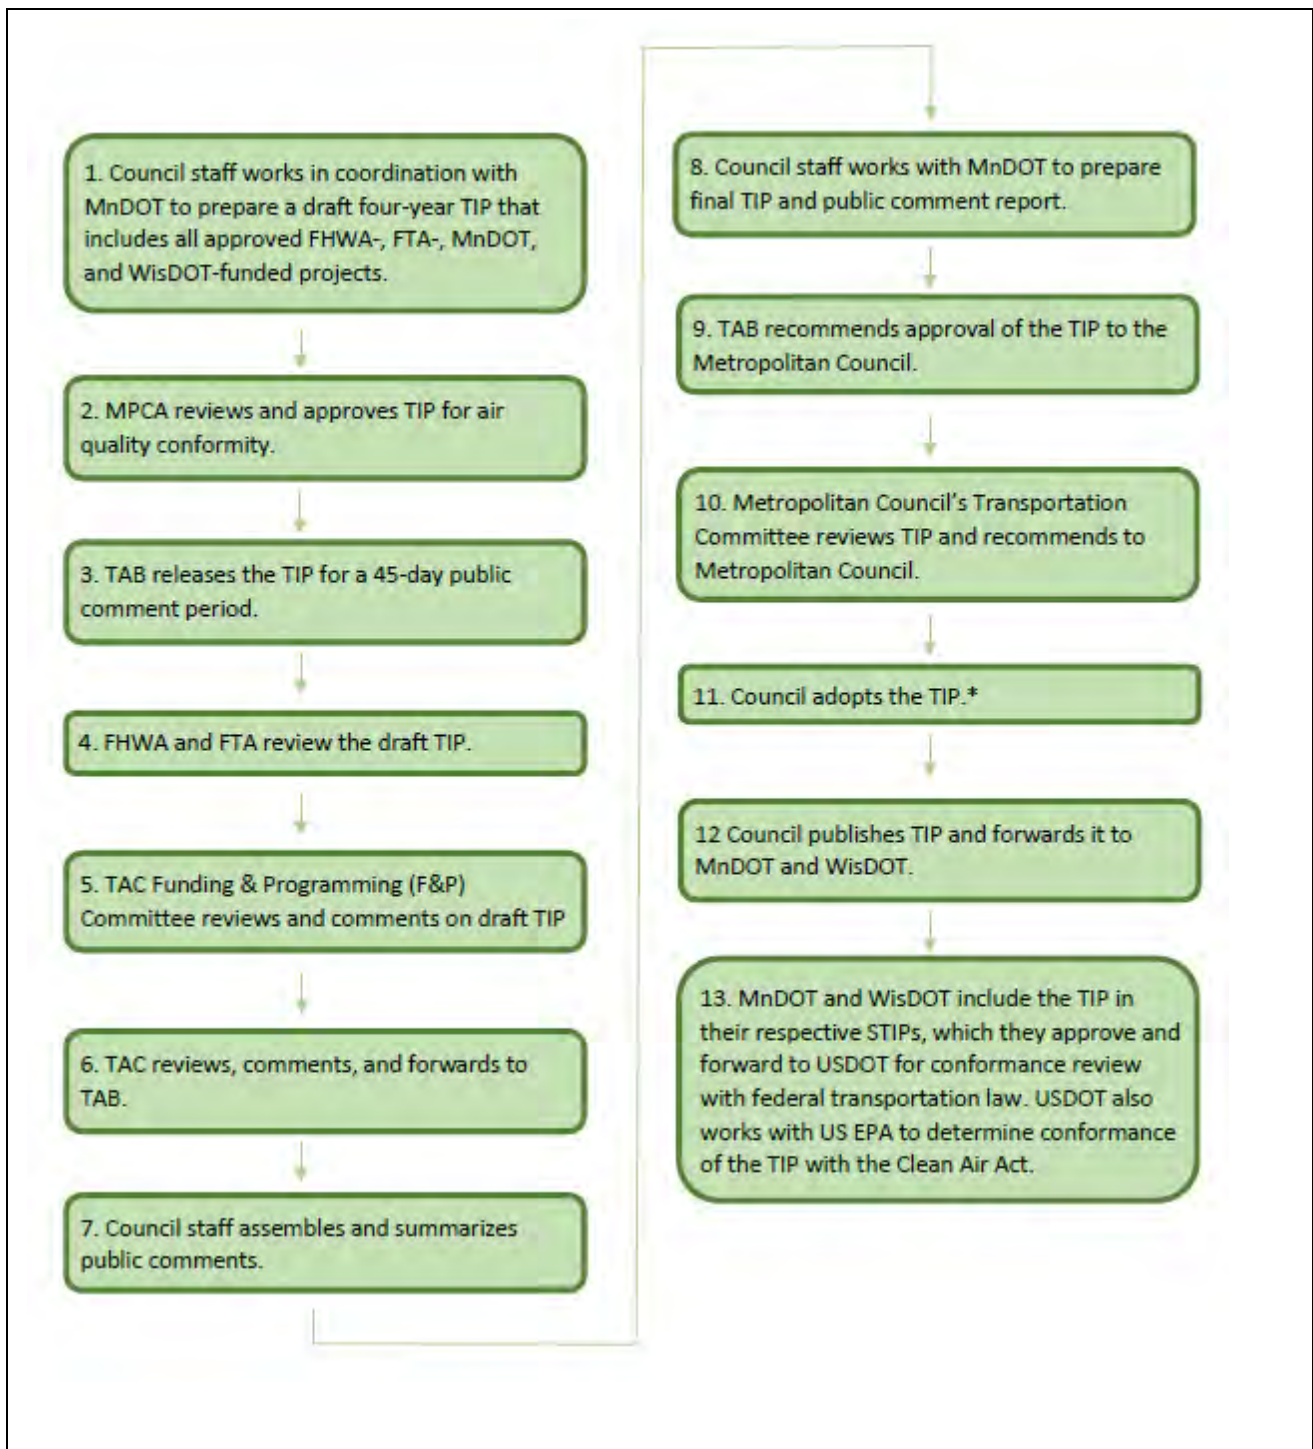 1. Council staff works in coordination with
MnDOT to prepare a draft four-year TIP that
includes all approved FHWA-, FTA-, MnDOT,
and WisDOT-funded projects.
2. MPCA reviews and approves TIP for air
quality conformity.
3. TAB releases the TIP for a 45-day public
comment period.
4. FHWA and FTA review the draft TIP.
5. TAC Funding & Programming (F&P)
Committee reviews and comments on draft TIP
6. TAC reviews, comments, and forwards to
TAB.
7. Council staff assembles and summarizes
public comments.
8. Council staff works with MnDOT to prepare
final TIP and public comment report.
9. TAB recommends approval of the TIP to the
Metropolitan Council.
10. Metropolitan Council's Transportation
Committee reviews TIP and recommends to
Metropolitan Council.
11. Council adopts the TIP.*
12 Council publishes TIP and forwards it to
MnDOT and WisDOT.
13. MnDOT and WisDOT include the TIP in
their respective STIPs, which they approve and
forward to USDOT for conformance review
with federal transportation law. USDOT also
works with US EPA to determine conformance
of the TIP with the Clean Air Act.